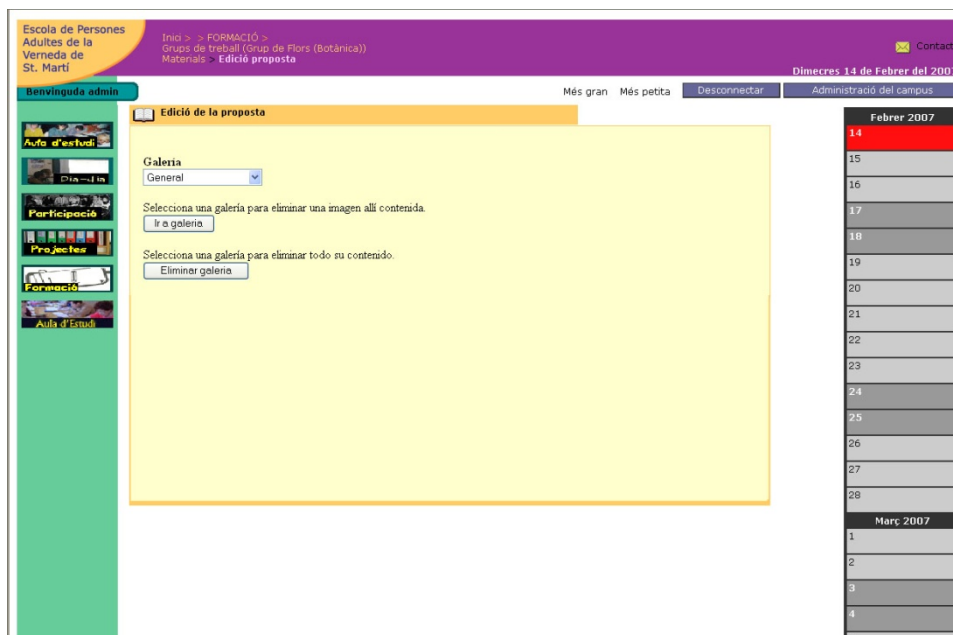 Escola de Persones
Adultes de la
Verneda de
St. Martí
Inici > > FORMACIÓ >
Grups de treball (Grup de Flors (Botànica))
Materials > Edició proposta
Contact
Dimecres 14 de Febrer del 2007
Benvinguda admin
Més gran Més petita Desconnectar Administració del campus
Edició de la proposta
Galería
General
Selecciona una galería para eliminar una imagen allí contenida.
Ir a galeria
Selecciona una galería para eliminar todo su contenido.
Eliminar galeria
Aula d'estudi
Dia a dia
Participació
Projectes
Formació
Aula d'Estudi
Febrer 2007
14
15
16
17
18
19
20
21
22
23
24
25
26
27
28
Març 2007
1
2
3
4